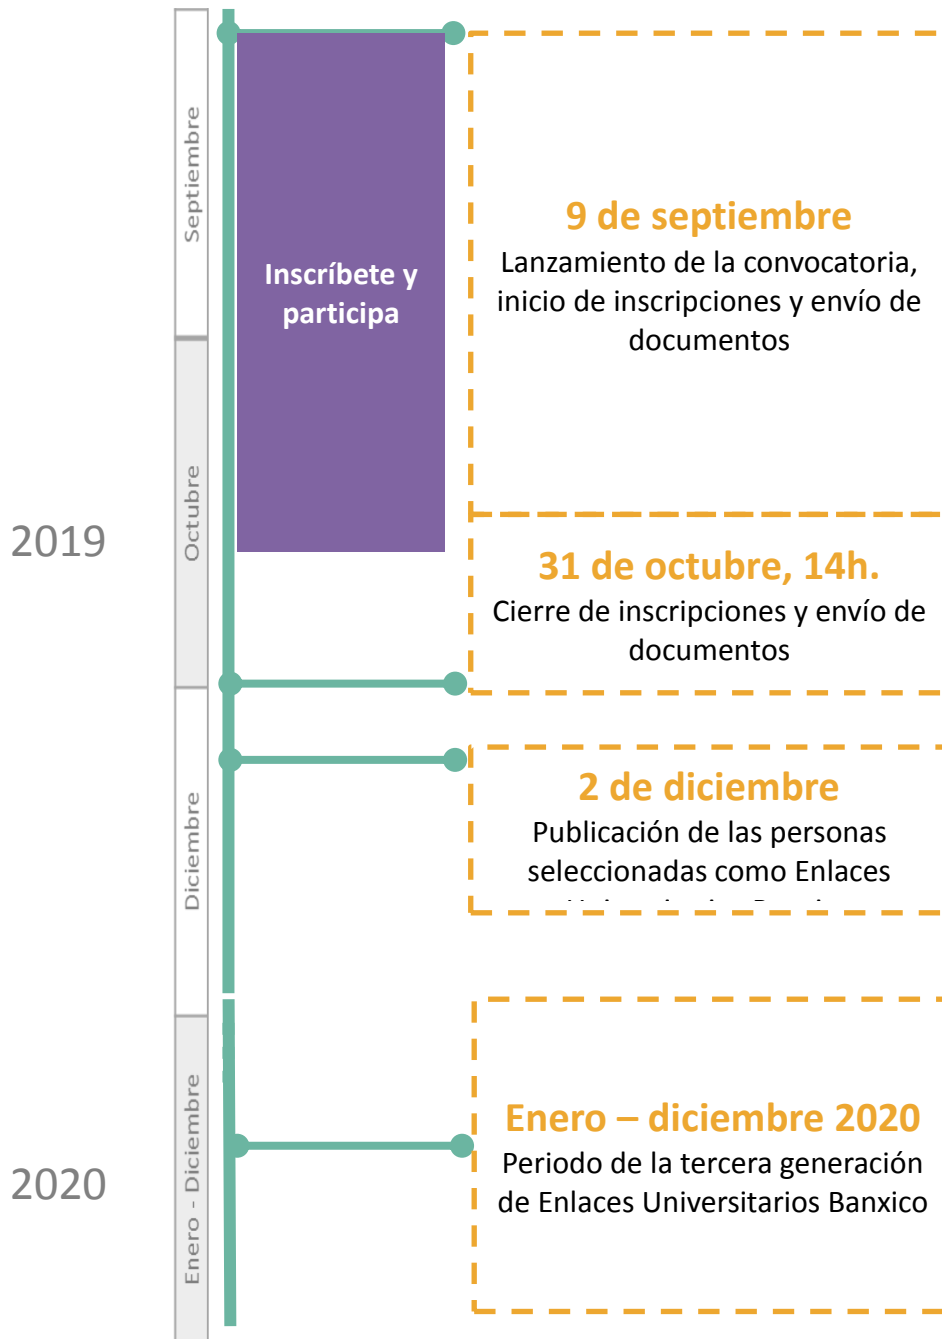 Septiembre
Inscríbete y
participa
9 de septiembre
Lanzamiento de la convocatoria,
inicio de inscripciones y envío de
documentos
2019
Octubre
31 de octubre, 14h.
Cierre de inscripciones y envío de
documentos
Diciembre
2 de diciembre
Publicación de las personas
seleccionadas como Enlaces
2020
Enero - Diciembre
Enero – diciembre 2020
Periodo de la tercera generación
de Enlaces Universitarios Banxico